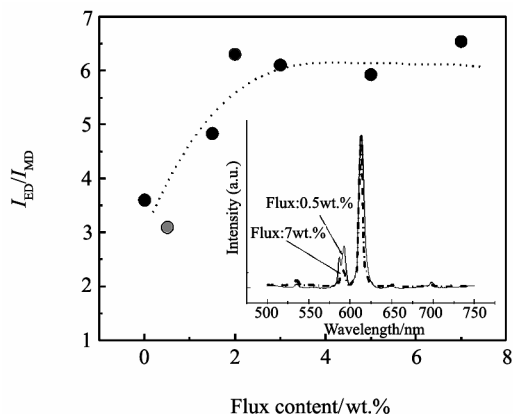 7
6
5
4
3
2
1
I_ED/I_MD
0 2 4 6 8
Flux content/wt.%
Intensity (a.u.)
Flux:0.5wt.%
Flux:7wt.%
500 550 600 650 700 750
Wavelength/nm